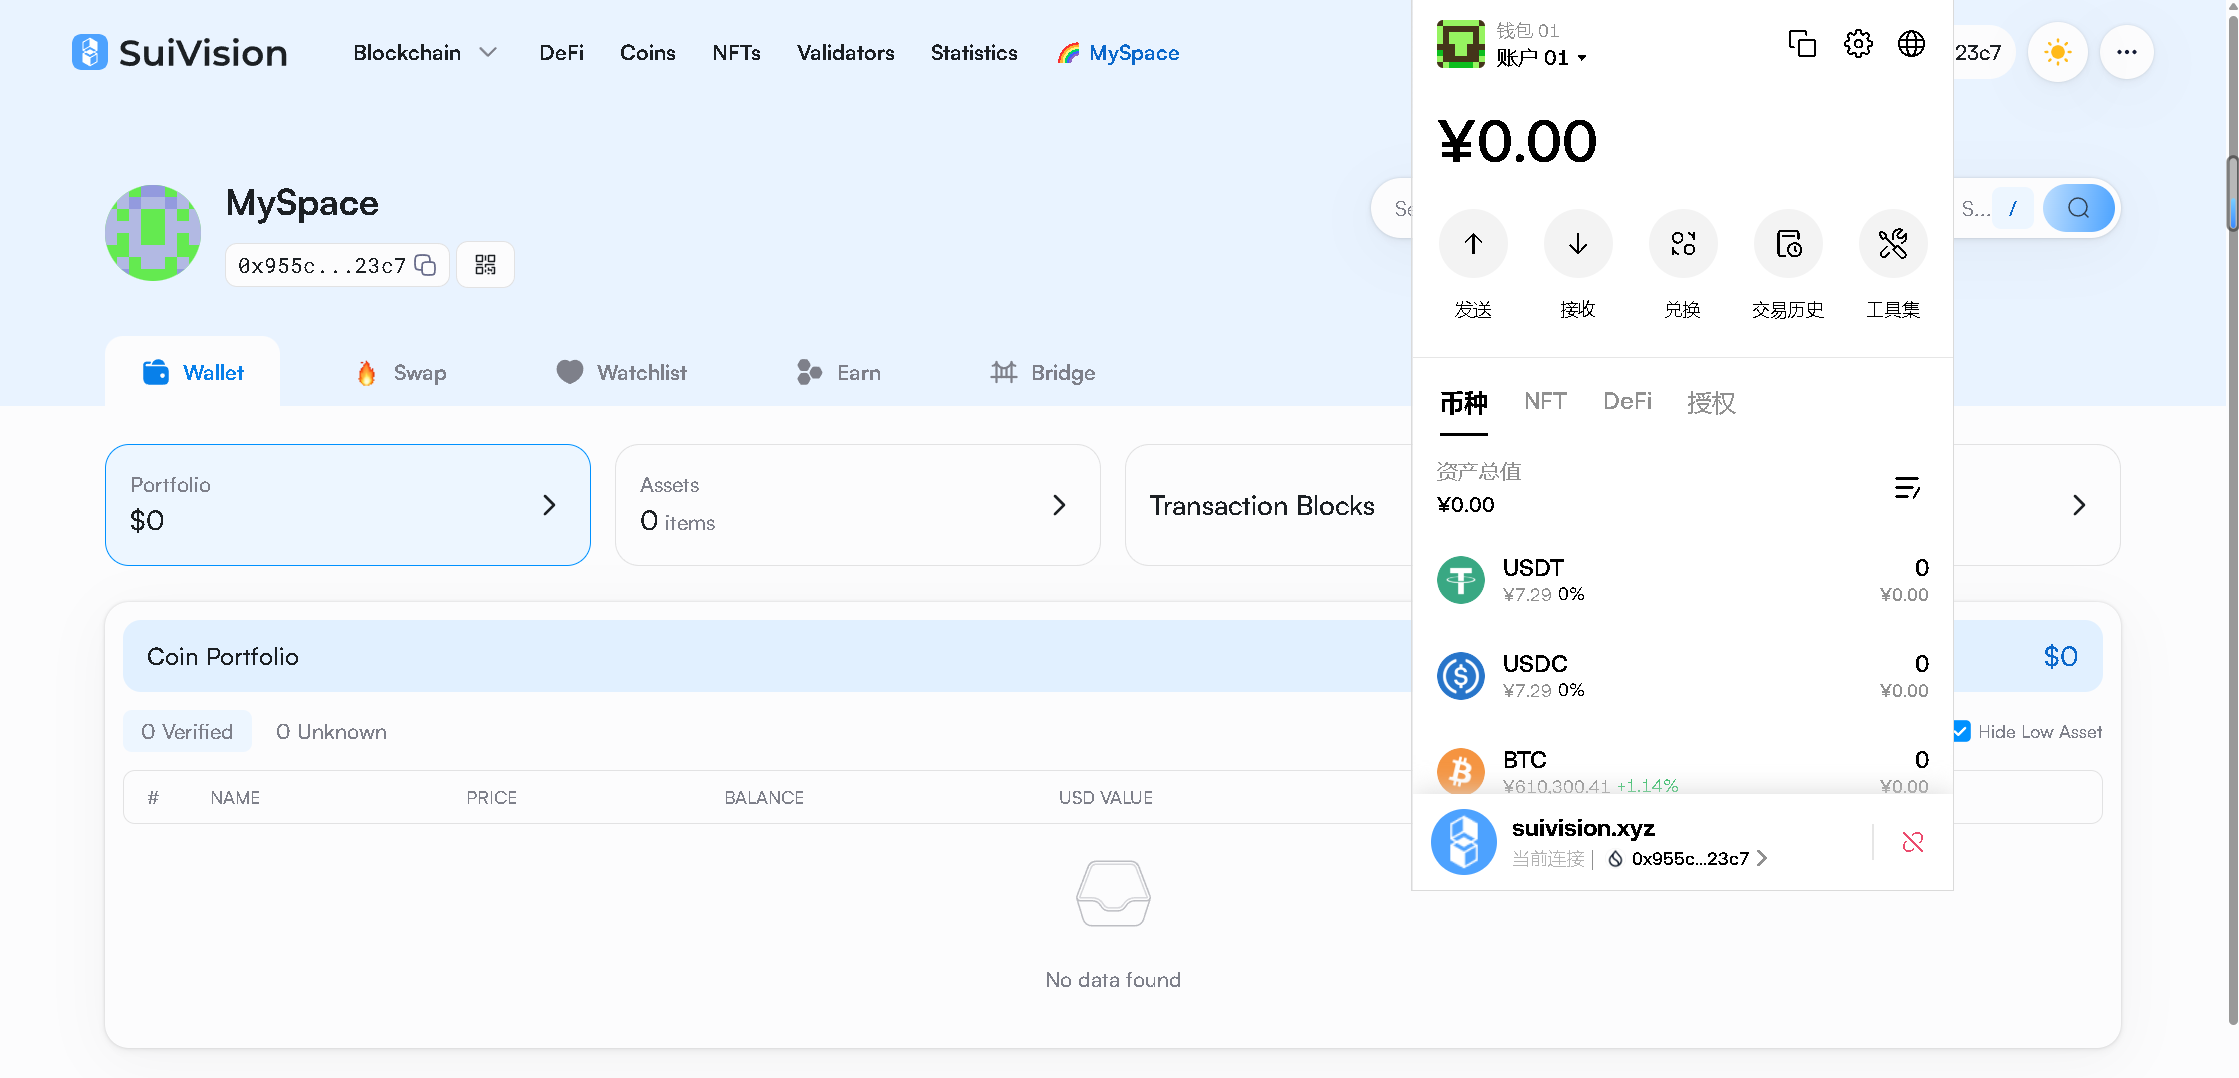 SuiVision
Blockchain
DeFi
Coins
NFTs
Validators
Statistics
MySpace
23c7
MySpace
0x955c...23c7
Se
S...
/
Wallet
Swap
Watchlist
Earn
Bridge
Portfolio
$0
Assets
0 items
Transaction Blocks
Coin Portfolio
$0
0 Verified
0 Unknown
Hide Low Asset
#
NAME
PRICE
BALANCE
USD VALUE
No data found
钱包 01
账户 01
¥0.00
发送
接收
兑换
交易历史
工具集
币种
NFT
DeFi
授权
资产总值
¥0.00
USDT
0
¥7.29 0%
¥0.00
USDC
0
¥7.29 0%
¥0.00
BTC
0
¥610,300.41 +1.14%
¥0.00
suivision.xyz
当前连接
0x955c...23c7